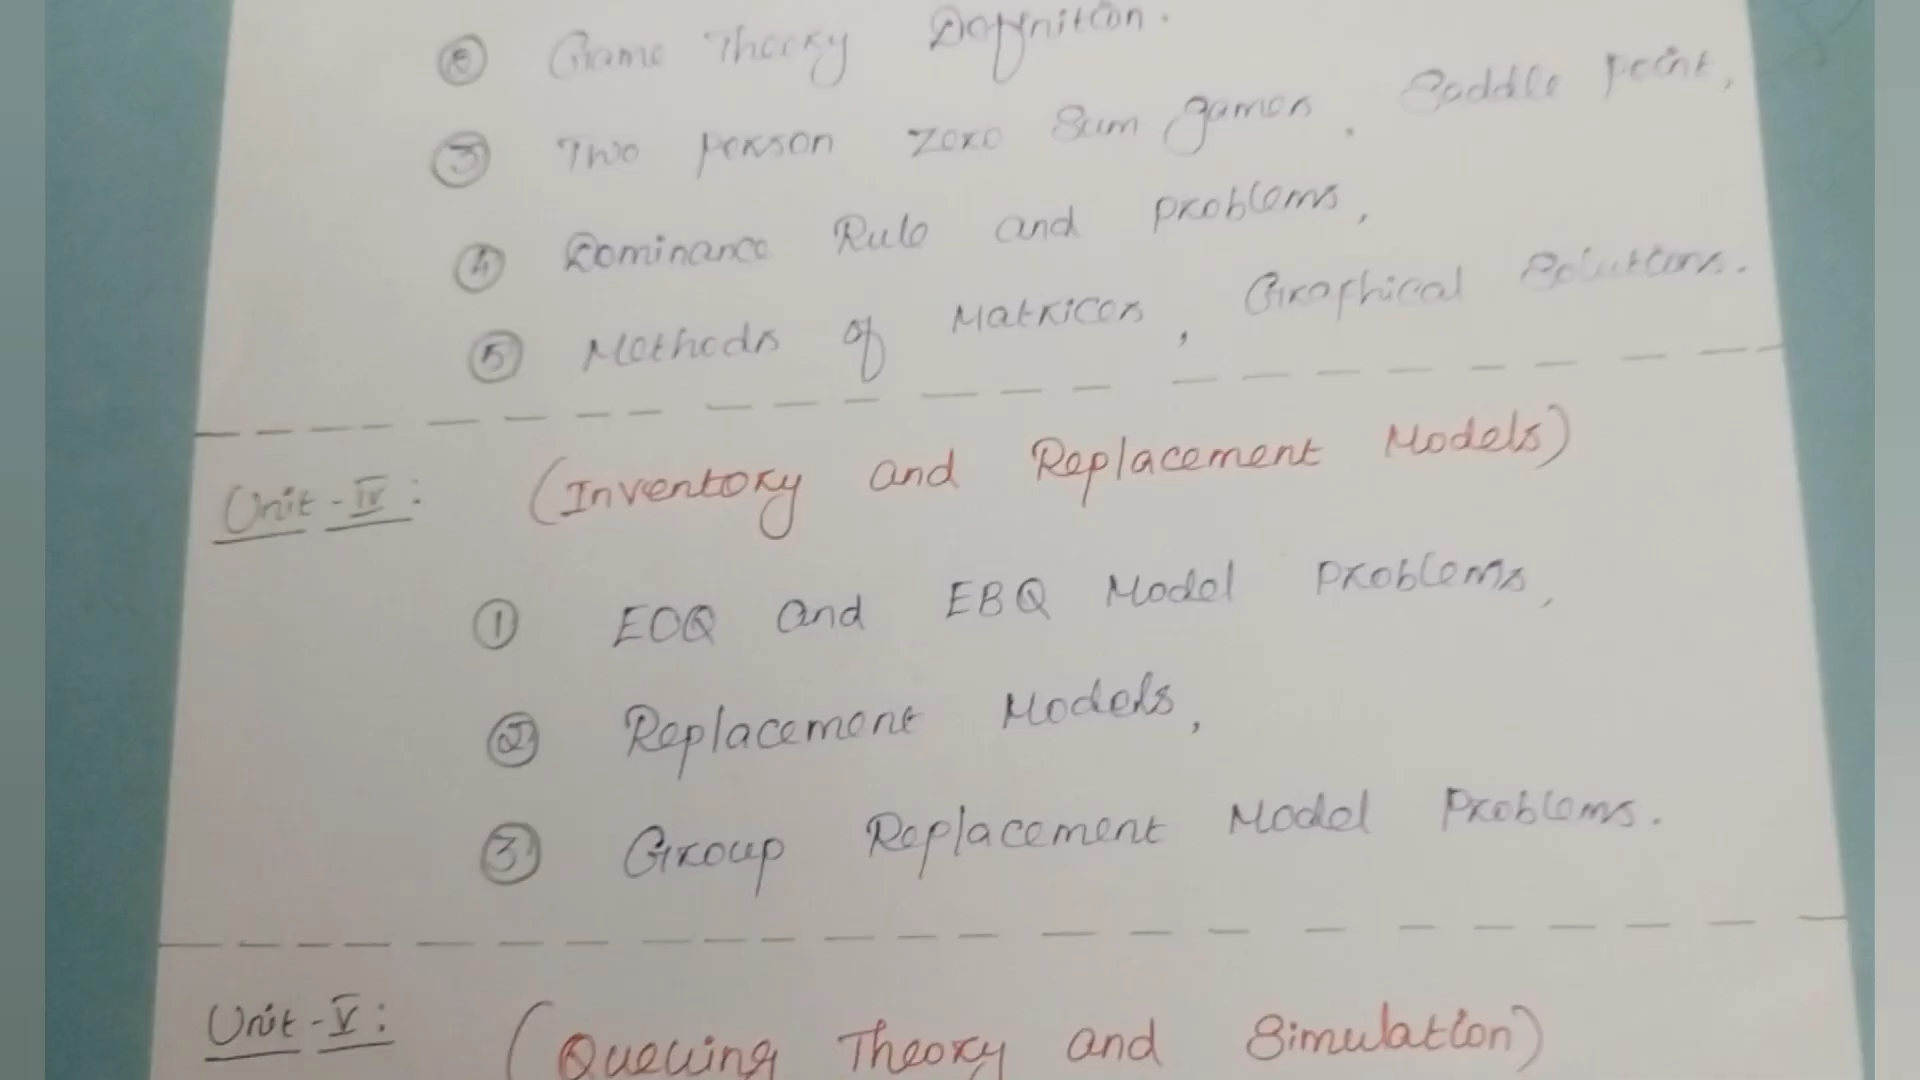 ② Game Theory Definition.
③ Two person zero sum games, Saddle point,
④ Dominance Rule and problems,
⑤ Methods of Matrices, Graphical Solutions.
Unit-IV: (Inventory and Replacement Models)
① EOQ and EBQ Model problems,
② Replacement Models,
③ Group Replacement Model Problems.
Unit-V: (Queuing Theory and Simulation)